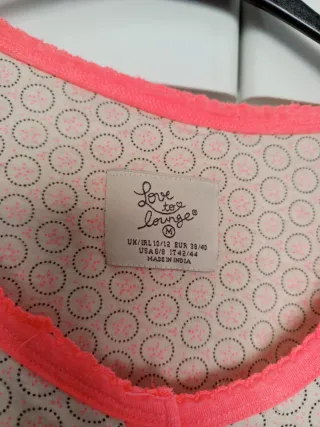 Love
to
lounge®
M
UK/IRL 10/12 EUR 38/40
USA 6/8 IT 42/44
MADE IN INDIA